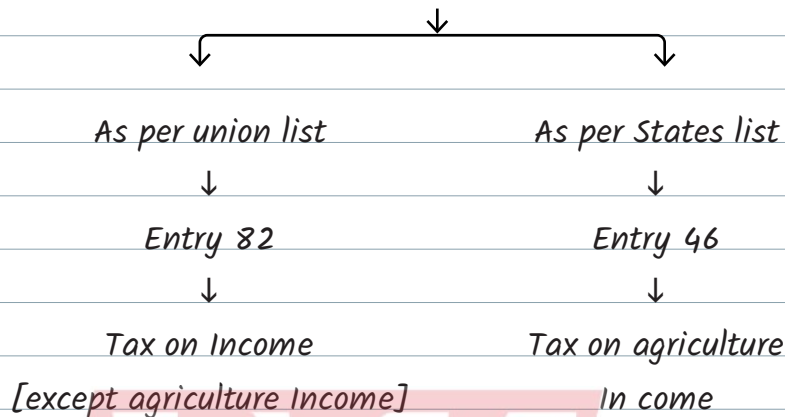 As per union list
As per States list
Entry 82
Entry 46
Tax on Income
Tax on agriculture
[except agriculture Income]
In come